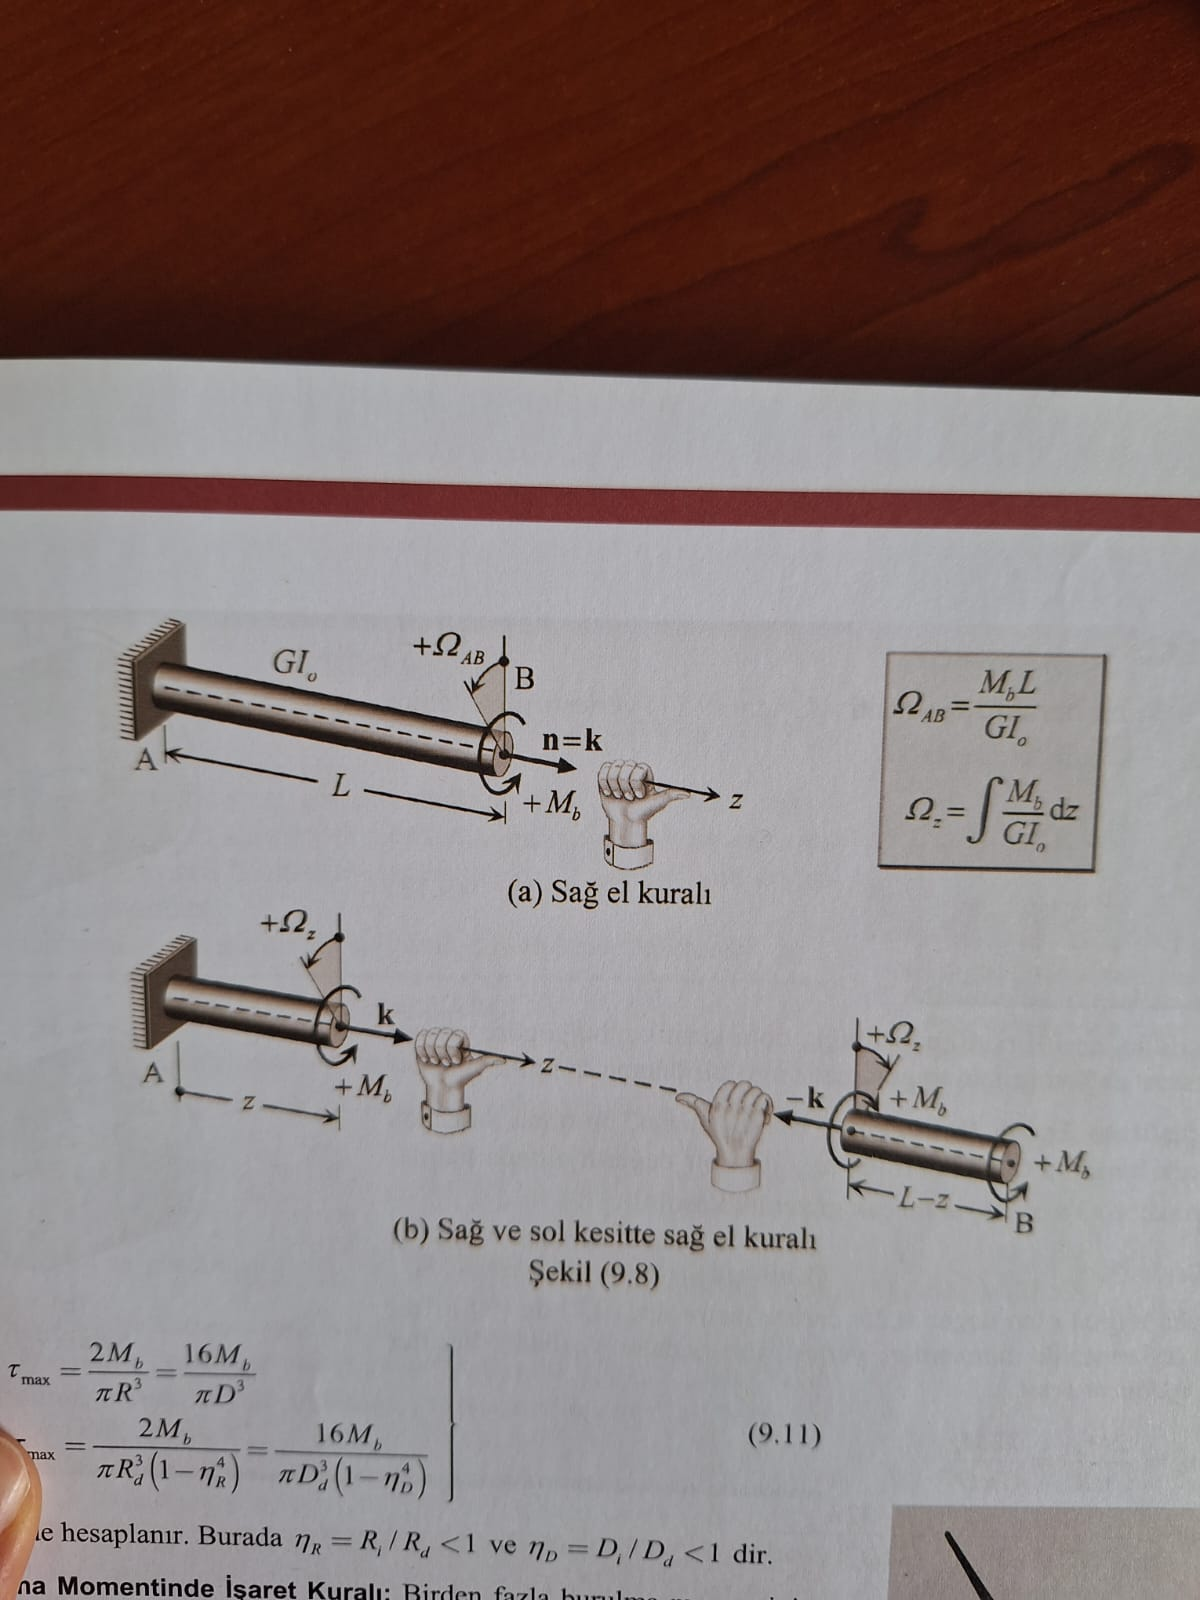 +Ω_AB
GI_o
B
n=k
A
L
+M_b
z
Ω_AB = M_bL / GI_o
Ω_z = ∫ M_b / GI_o dz
(a) Sağ el kuralı
+Ω_z
k
A
z
+M_b
z
+Ω_z
-k
+M_b
+M_b
L-z
B
(b) Sağ ve sol kesitte sağ el kuralı
Şekil (9.8)
τ_max = 2M_b / πR³ = 16M_b / πD³
max = 2M_b / πR_d³(1-η_R⁴) = 16M_b / πD_d³(1-η_D⁴)
(9.11)
le hesaplanır. Burada η_R = R_i / R_d <1 ve η_D = D_i / D_d <1 dir.
Momentinde İşaret Kuralı: Birden fazla